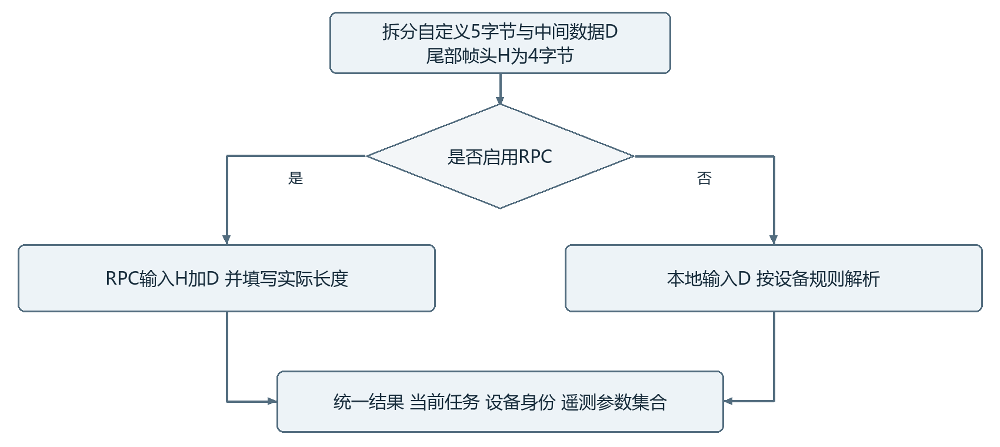 拆分自定义5字节与中间数据D
尾部帧头H为4字节
是否启用RPC
是
否
RPC输入H加D 并填写实际长度
本地输入D 按设备规则解析
统一结果 当前任务 设备身份 遥测参数集合